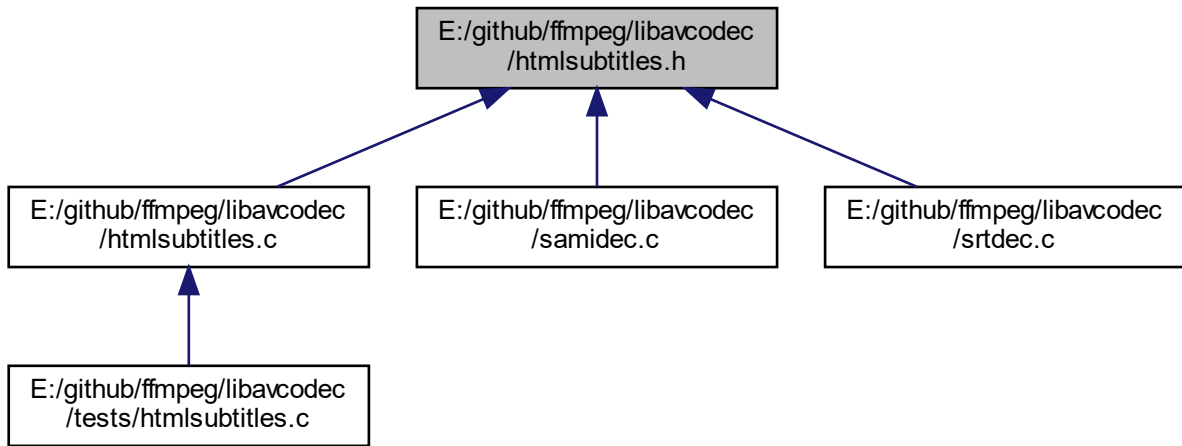 E:/github/ffmpeg/libavcodec
/htmlsubtitles.h
E:/github/ffmpeg/libavcodec
/htmlsubtitles.c
E:/github/ffmpeg/libavcodec
/samidec.c
E:/github/ffmpeg/libavcodec
/srtdec.c
E:/github/ffmpeg/libavcodec
/tests/htmlsubtitles.c